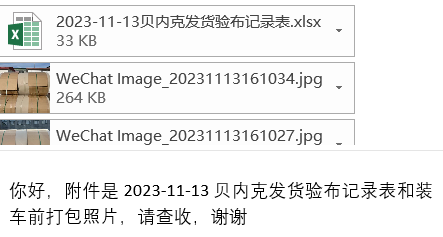 2023-11-13贝内克发货验布记录表.xlsx
33 KB
WeChat Image_20231113161034.jpg
264 KB
WeChat Image_20231113161027.jpg
你好，附件是 2023-11-13 贝内克发货验布记录表和装
车前打包照片，请查收，谢谢